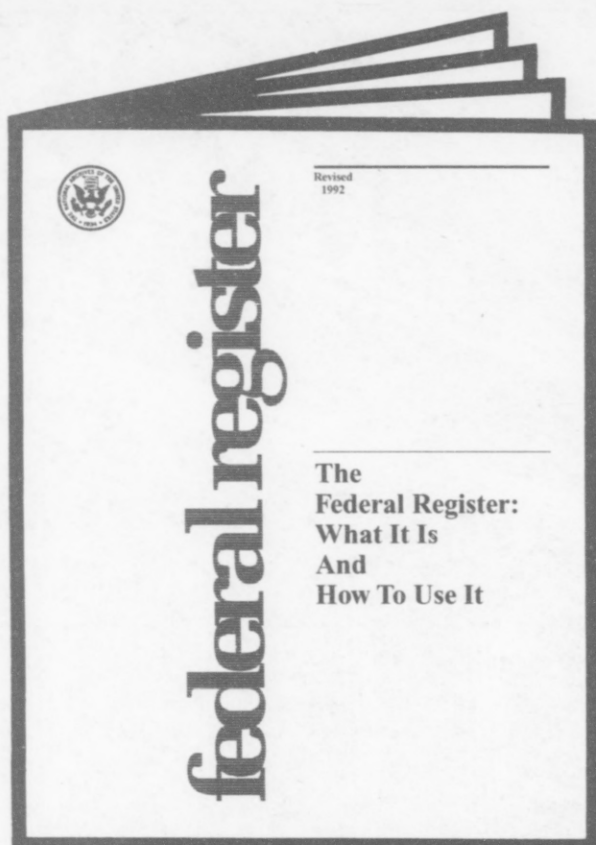 federal register
Revised
1992
The
Federal Register:
What It Is
And
How To Use It